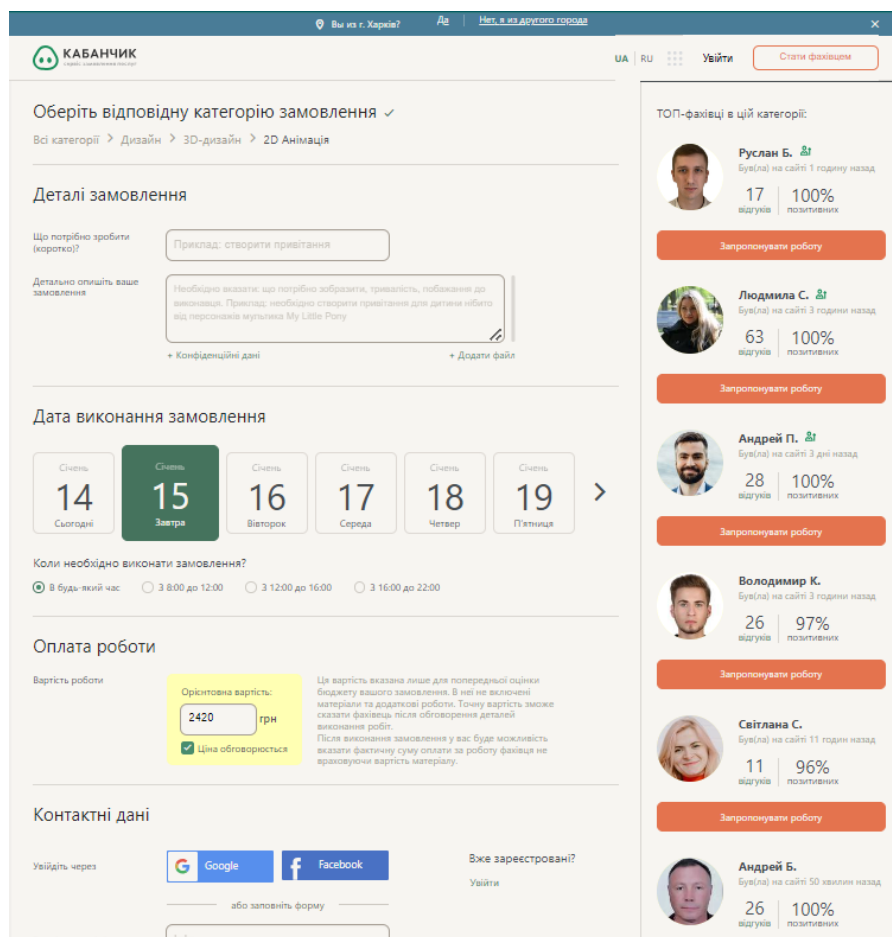 Вы из г. Харків?
Да
Нет, я из другого города
КАБАНЧИК
сервіс замовлення послуг
UA
RU
Увійти
Стати фахівцем
Оберіть відповідну категорію замовлення
Всі категорії > Дизайн > 3D-дизайн > 2D Анімація
Деталі замовлення
Що потрібно зробити
(коротко)?
Приклад: створити привітання
Детально опишіть ваше
замовлення
Необхідно вказати: що потрібно зобразити, тривалість, побажання до
виконавця. Приклад: необхідно створити привітання для дитини нібито
від персонажів мультика My Little Pony
+ Конфіденційні дані
+ Додати файл
Дата виконання замовлення
Січень
14
Сьогодні
Січень
15
Завтра
Січень
16
Вівторок
Січень
17
Середа
Січень
18
Четвер
Січень
19
П'ятниця
Коли необхідно виконати замовлення?
В будь-який час
З 8:00 до 12:00
З 12:00 до 16:00
З 16:00 до 22:00
Оплата роботи
Вартість роботи
Орієнтовна вартість:
2420 грн
Ціна обговорюється
Ця вартість вказана лише для попередньої оцінки
бюджету вашого замовлення. В неї не включені
матеріали та додаткові роботи. Точну вартість зможе
сказати фахівець після обговорення деталей
виконання робіт.
Після виконання замовлення у вас буде можливість
вказати фактичну суму оплати за роботу фахівця не
враховуючи вартість матеріалу.
Контактні дані
Увійдіть через
Google
Facebook
або заповніть форму
Вже зареєстровані?
Увійти
ТОП-фахівці в цій категорії:
Руслан Б.
Був(ла) на сайті 1 годину назад
17 100%
відгуків позитивних
Запропонувати роботу
Людмила С.
Був(ла) на сайті 3 години назад
63 100%
відгуків позитивних
Запропонувати роботу
Андрей П.
Був(ла) на сайті 3 дні назад
28 100%
відгуків позитивних
Запропонувати роботу
Володимир К.
Був(ла) на сайті 3 години назад
26 97%
відгуків позитивних
Запропонувати роботу
Світлана С.
Був(ла) на сайті 11 годин назад
11 96%
відгуків позитивних
Запропонувати роботу
Андрей Б.
Був(ла) на сайті 50 хвилин назад
26 100%
відгуків позитивних